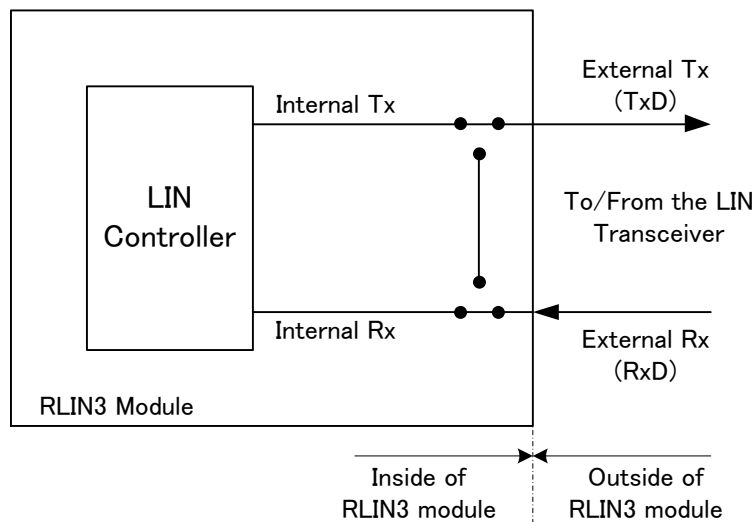 External Tx
(TxD)
Internal Tx
LIN
Controller
To/From the LIN
Transceiver
Internal Rx
External Rx
(RxD)
RLIN3 Module
Inside of
RLIN3 module
Outside of
RLIN3 module